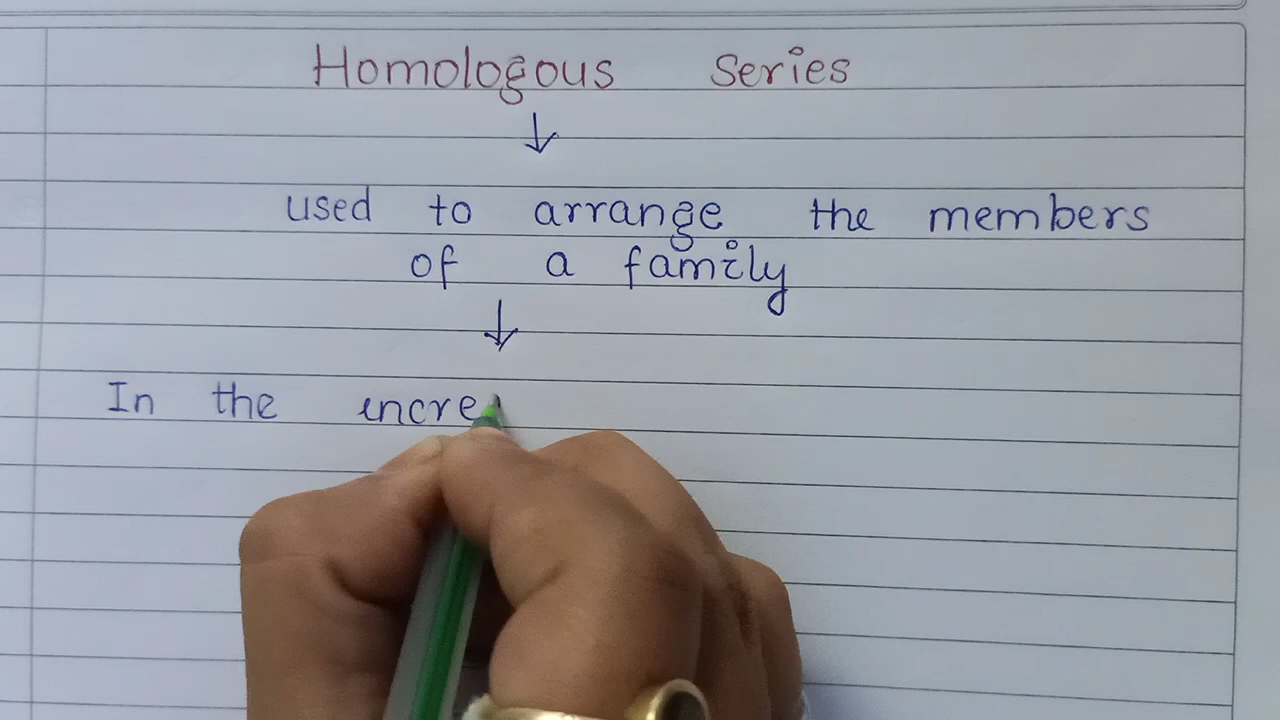 Homologous Series
used to arrange the members
of a family
In the incre